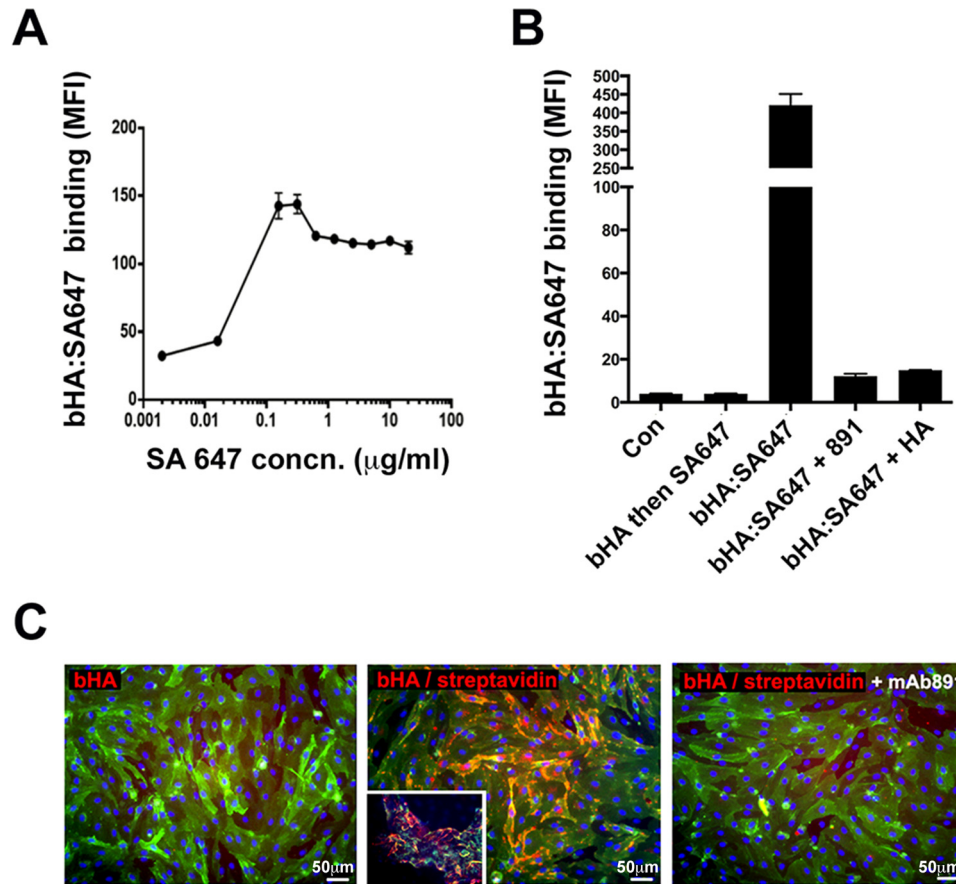 A
bHA:SA647 binding (MFI)
200
150
100
50
0
0.001 0.01 0.1 1 10 100
SA 647 concn. (μg/ml)
B
bHA:SA647 binding (MFI)
500
450
400
350
300
250
100
80
60
40
20
0
Con
bHA then SA647
bHA:SA647
bHA:SA647 + 891
bHA:SA647 + HA
C
bHA
50μm
bHA / streptavidin
50μm
bHA / streptavidin + mAb891
50μm